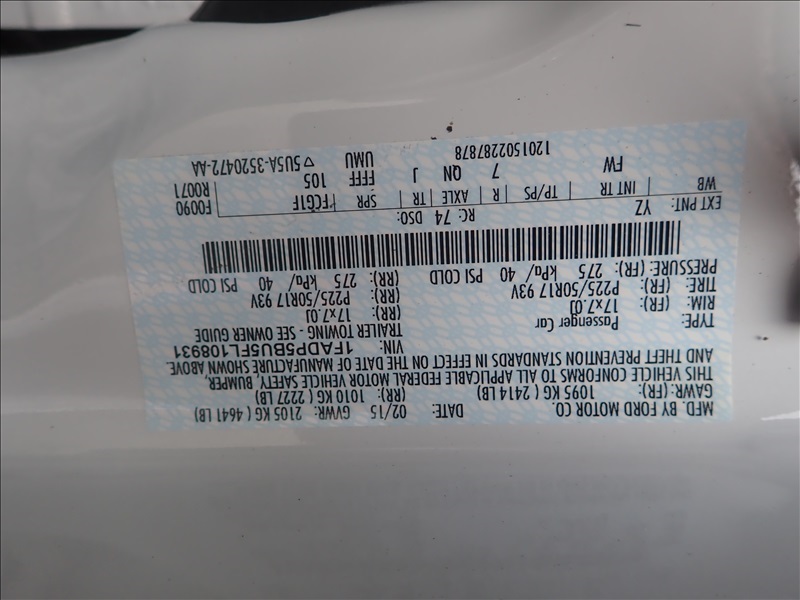 MFD. BY FORD MOTOR CO. DATE: 02/15 GVWR: 2105 KG ( 4641 LB)
GAWR: (FR): 1095 KG ( 2414 LB) (RR): 1010 KG ( 2227 LB)
THIS VEHICLE CONFORMS TO ALL APPLICABLE FEDERAL MOTOR VEHICLE SAFETY, BUMPER,
AND THEFT PREVENTION STANDARDS IN EFFECT ON THE DATE OF MANUFACTURE SHOWN ABOVE.
VIN: 1FADP5BU5FL108931
TYPE: Passenger Car TRAILER TOWING - SEE OWNER GUIDE
RIM: (FR): 17x7.0J (RR): 17x7.0J
TIRE: (FR): P225/50R17 93V (RR): P225/50R17 93V
PRESSURE: (FR): 275 kPa/ 40 PSI COLD (RR): 275 kPa/ 40 PSI COLD
EXT PNT: YZ RC: 74 DSO: F0090
WB INT TR TP/PS R AXLE TR SPR FCG1F R0071
FW 7 QN J FFFF 105
UMU ▽5USA-3520472-AA
1201502287878